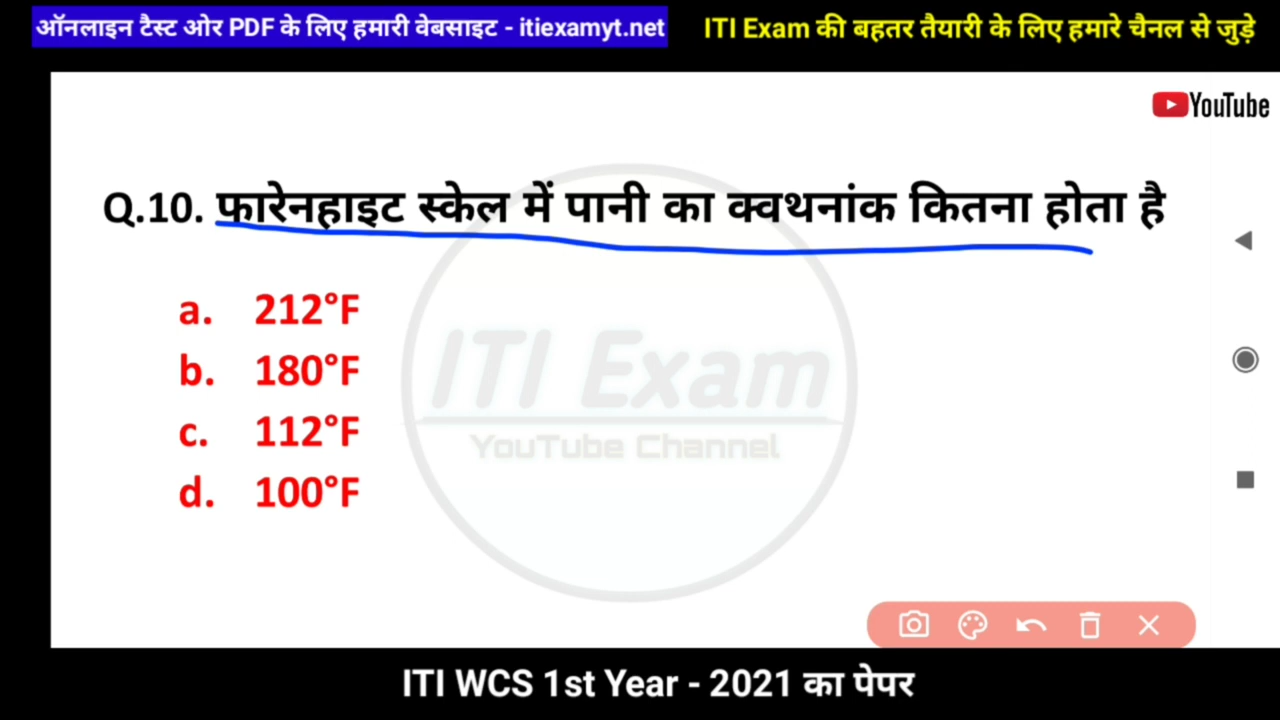 ऑनलाइन टैस्ट ओर PDF के लिए हमारी वेबसाइट - itiexamyt.net
ITI Exam की बहतर तैयारी के लिए हमारे चैनल से जुड़े
YouTube
Q.10. फारेनहाइट स्केल में पानी का क्वथनांक कितना होता है
a. 212°F
b. 180°F
c. 112°F
d. 100°F
ITI Exam
YouTube Channel
ITI WCS 1st Year - 2021 का पेपर